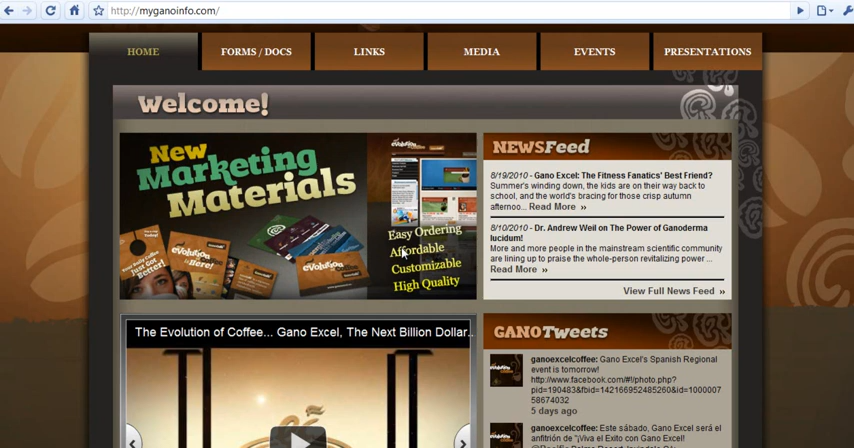 http://myganoinfo.com/
HOME
FORMS / DOCS
LINKS
MEDIA
EVENTS
PRESENTATIONS
Welcome!
New
Marketing
Materials
evolution
is Here!
evolution
Easy Ordering
Affordable
Customizable
High Quality
NEWSFeed
8/19/2010 - Gano Excel: The Fitness Fanatics' Best Friend?
Summer's winding down, the kids are on their way back to
school, and the world's bracing for those crisp autumn
afternoo... Read More ››
8/10/2010 - Dr. Andrew Weil on The Power of Ganoderma
lucidum!
More and more people in the mainstream scientific community
are lining up to praise the whole-person revitalizing power ...
Read More ››
View Full News Feed ››
The Evolution of Coffee... Gano Excel, The Next Billion Dollar...
GANOTweets
ganoexcelcoffee: Gano Excel's Spanish Regional
event is tomorrow!
http://www.facebook.com/#!/photo.php?
pid=190483&fbid=142166952485260&id=1000007
58674032
5 days ago
ganoexcelcoffee: Este sábado, Gano Excel será el
anfitrión de "¡Viva el Exito con Gano Excel!